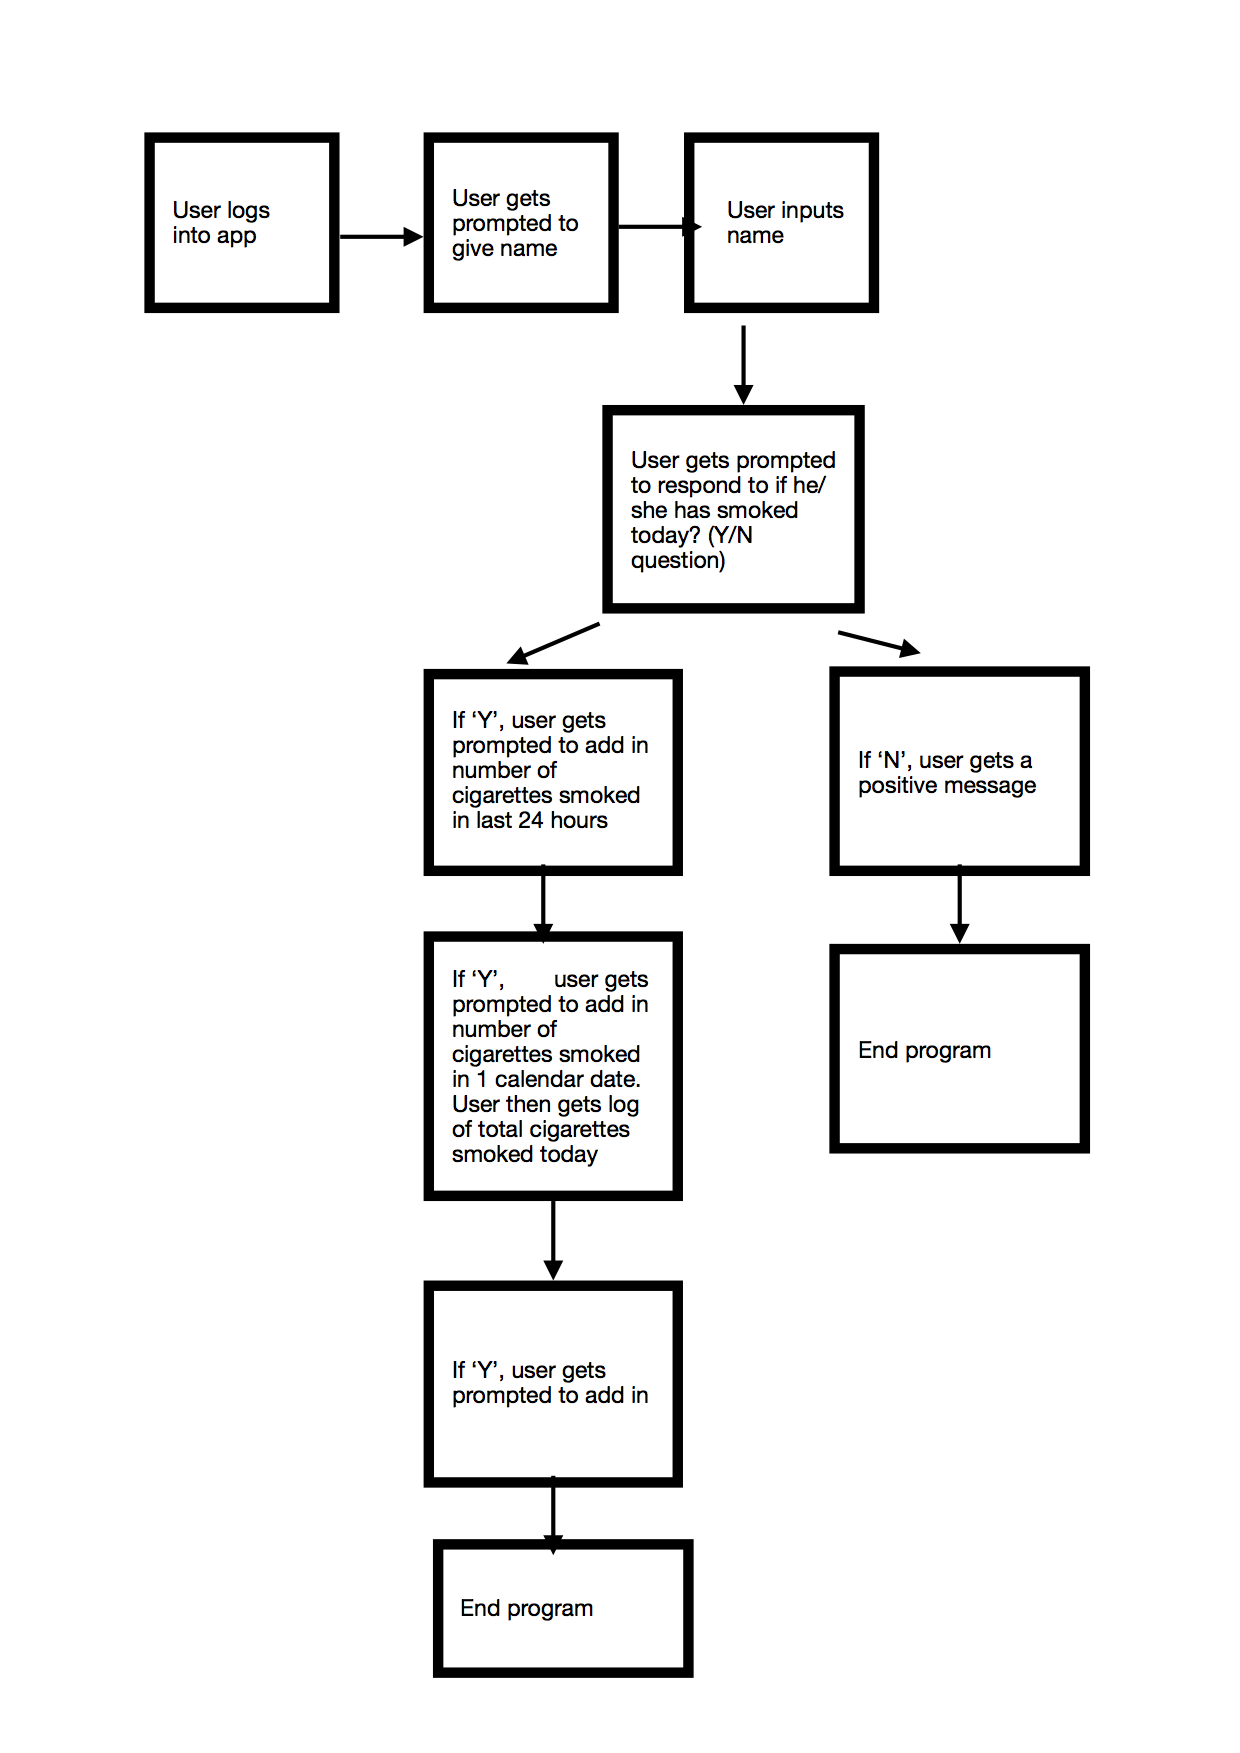 User logs
into app
User gets
prompted to
give name
User inputs
name
User gets prompted
to respond to if he/
she has smoked
today? (Y/N
question)
If ‘Y’, user gets
prompted to add in
number of
cigarettes smoked
in last 24 hours
If ‘N’, user gets a
positive message
If ‘Y’, user gets
prompted to add in
number of
cigarettes smoked
in 1 calendar date.
User then gets log
of total cigarettes
smoked today
End program
If ‘Y’, user gets
prompted to add in
End program